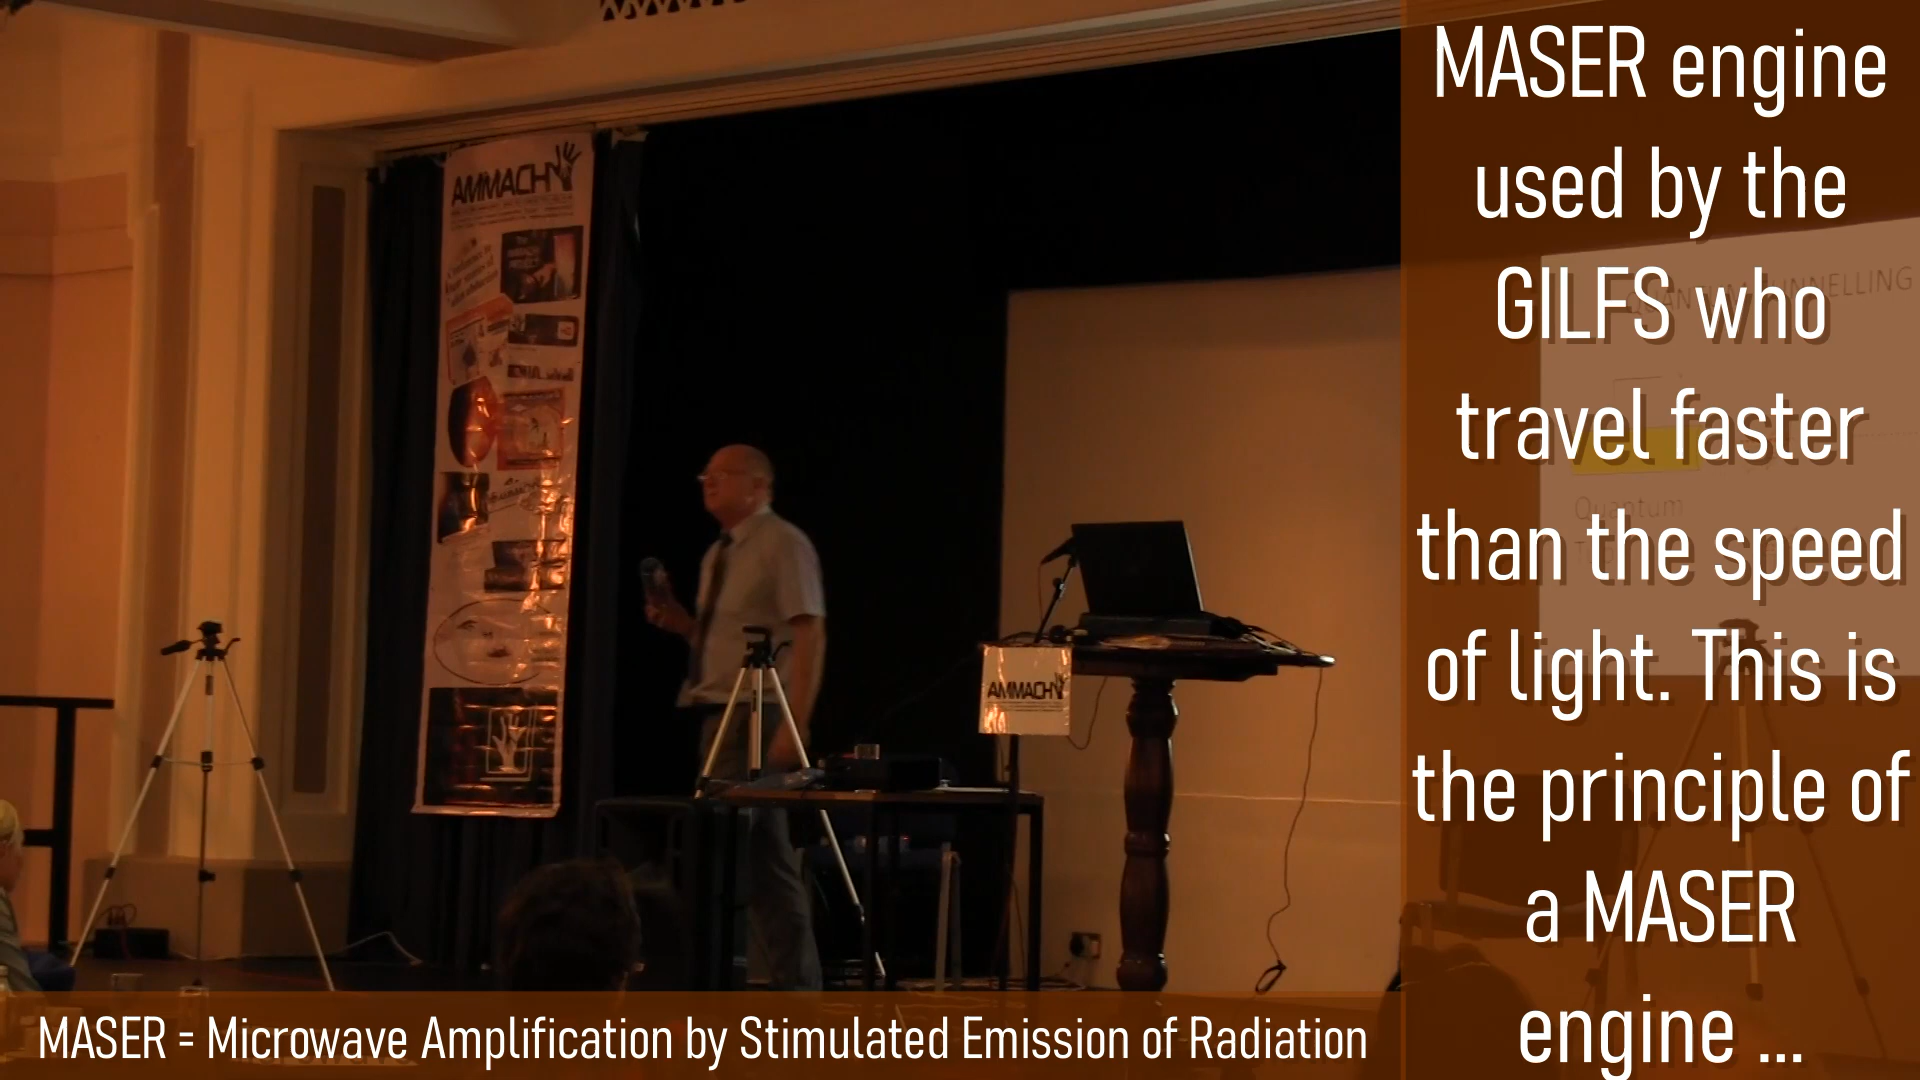 MASER engine
used by the
GILFS who
travel faster
than the speed
of light. This is
the principle of
a MASER
engine ...
AMMACH
AMMACH
Quantum
MASER = Microwave Amplification by Stimulated Emission of Radiation